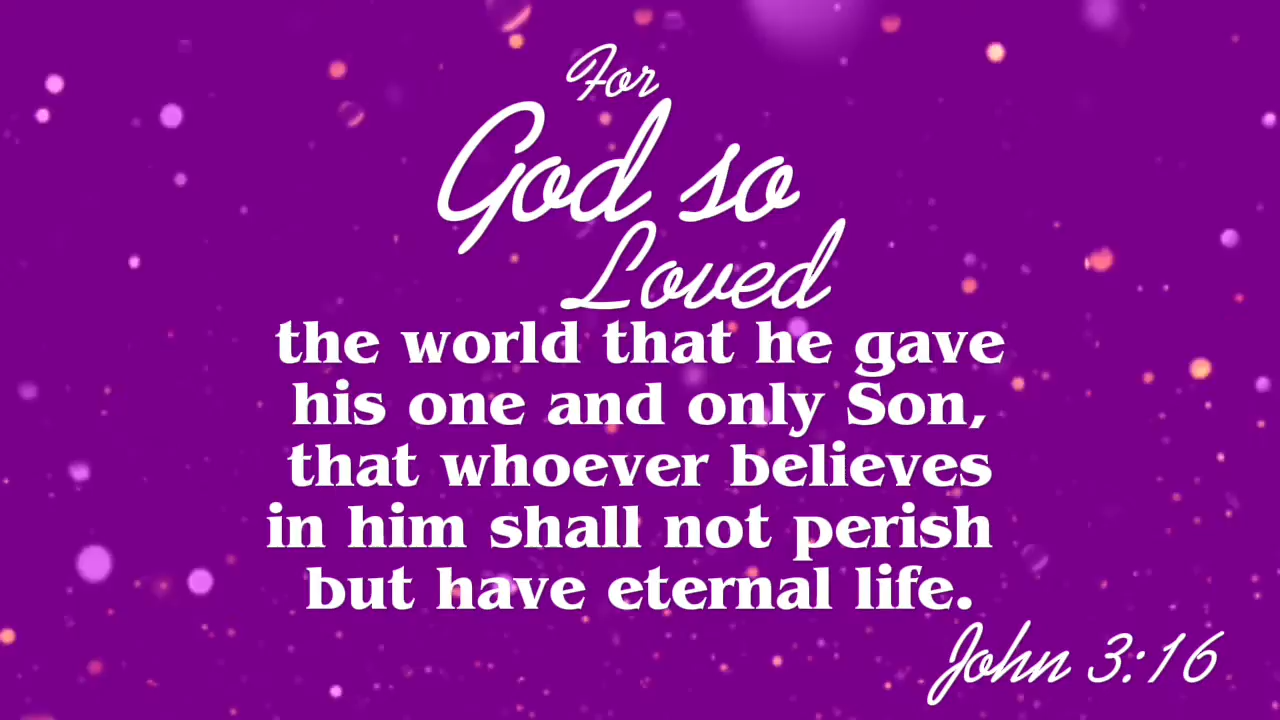 For
God so
Loved
the world that he gave
his one and only Son,
that whoever believes
in him shall not perish
but have eternal life.
John 3:16